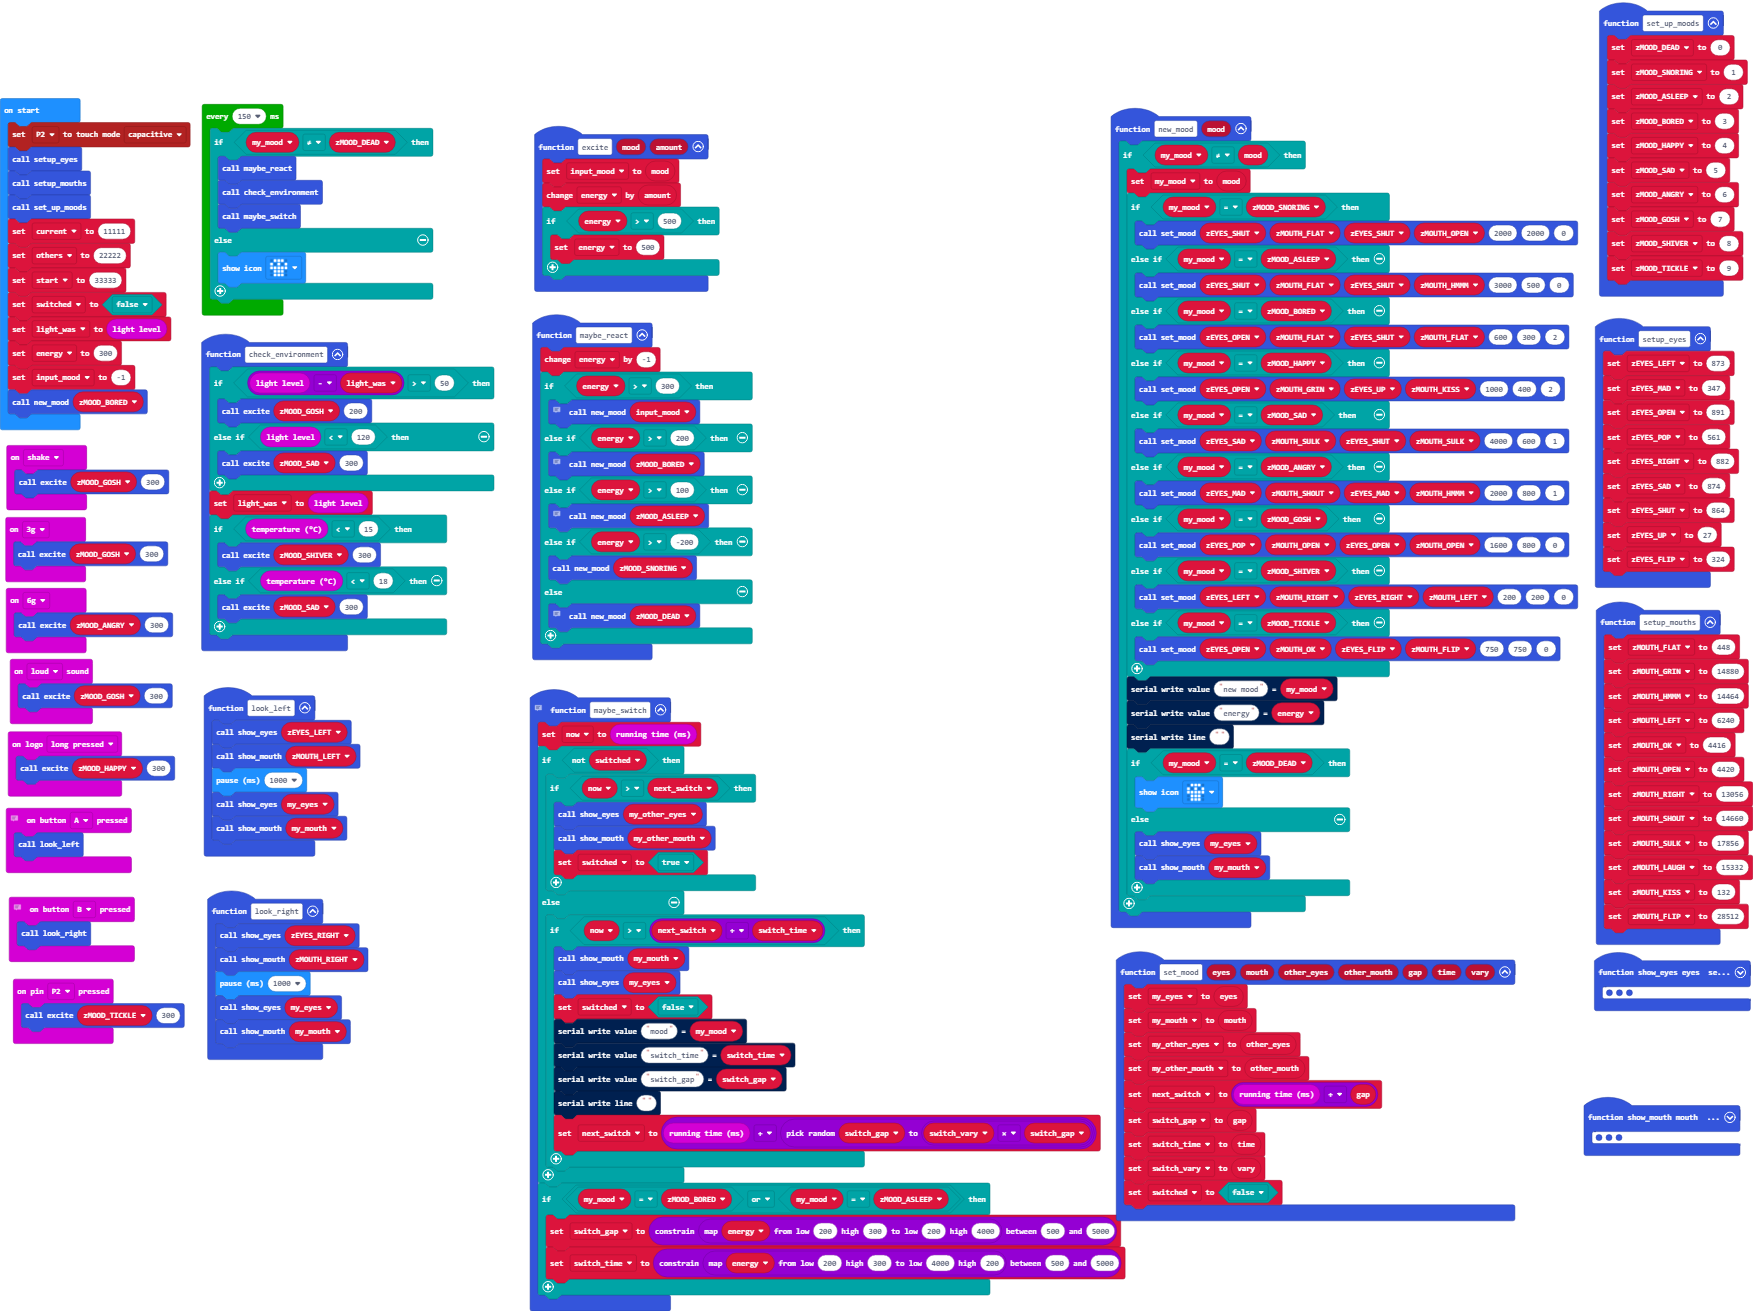 on start
set P2 to touch mode capacitive
call setup_eyes
call setup_mouths
call set_up_moods
set current to 11111
set others to 22222
set start to 33333
set switched to false
set light_was to light level
set energy to 300
set input_mood to -1
call new_mood zMOOD_BORED
on shake
call excite zMOOD_GOSH 300
on 3g
call excite zMOOD_GOSH 300
on 6g
call excite zMOOD_ANGRY 300
on loud sound
call excite zMOOD_GOSH 300
on logo long pressed
call excite zMOOD_HAPPY 300
on button A pressed
call look_left
on button B pressed
call look_right
on pin P2 pressed
call excite zMOOD_TICKLE 300
every 150 ms
if my_mood ≠ zMOOD_DEAD then
call maybe_react
call check_environment
call maybe_switch
else
show icon
function check_environment
if light level - light_was > 50 then
call excite zMOOD_GOSH 200
else if light level < 120 then
call excite zMOOD_SAD 300
set light_was to light level
if temperature (°C) < 15 then
call excite zMOOD_SHIVER 300
else if temperature (°C) < 18 then
call excite zMOOD_SAD 300
function look_left
call show_eyes zEYES_LEFT
call show_mouth zMOUTH_LEFT
pause (ms) 1000
call show_eyes my_eyes
call show_mouth my_mouth
function look_right
call show_eyes zEYES_RIGHT
call show_mouth zMOUTH_RIGHT
pause (ms) 1000
call show_eyes my_eyes
call show_mouth my_mouth
function excite mood amount
set input_mood to mood
change energy by amount
if energy > 500 then
set energy to 500
function maybe_react
change energy by -1
if energy > 300 then
call new_mood input_mood
else if energy > 200 then
call new_mood zMOOD_BORED
else if energy > 100 then
call new_mood zMOOD_ASLEEP
else if energy > -200 then
call new_mood zMOOD_SNORING
else
call new_mood zMOOD_DEAD
function maybe_switch
set now to running time (ms)
if not switched then
if now > next_switch then
call show_eyes my_other_eyes
call show_mouth my_other_mouth
set switched to true
else
if now > next_switch + switch_time then
call show_mouth my_mouth
call show_eyes my_eyes
set switched to false
serial write value "mood" = my_mood
serial write value "switch_time" = switch_time
serial write value "switch_gap" = switch_gap
serial write line ""
set next_switch to running time (ms) + pick random switch_gap to switch_vary × switch_gap
if my_mood = zMOOD_BORED or my_mood = zMOOD_ASLEEP then
set switch_gap to constrain map energy from low 200 high 300 to low 200 high 4000 between 500 and 5000
set switch_time to constrain map energy from low 200 high 300 to low 4000 high 200 between 500 and 5000
function new_mood mood
if my_mood ≠ mood then
set my_mood to mood
if my_mood = zMOOD_SNORING then
call set_mood zEYES_SHUT zMOUTH_FLAT zEYES_SHUT zMOUTH_OPEN 2000 2000 0
else if my_mood = zMOOD_ASLEEP then
call set_mood zEYES_SHUT zMOUTH_FLAT zEYES_SHUT zMOUTH_HMMM 3000 500 0
else if my_mood = zMOOD_BORED then
call set_mood zEYES_OPEN zMOUTH_FLAT zEYES_SHUT zMOUTH_FLAT 600 300 2
else if my_mood = zMOOD_HAPPY then
call set_mood zEYES_OPEN zMOUTH_GRIN zEYES_UP zMOUTH_KISS 1000 400 2
else if my_mood = zMOOD_SAD then
call set_mood zEYES_SAD zMOUTH_SULK zEYES_SHUT zMOUTH_SULK 4000 600 1
else if my_mood = zMOOD_ANGRY then
call set_mood zEYES_MAD zMOUTH_SHOUT zEYES_MAD zMOUTH_HMMM 2000 800 1
else if my_mood = zMOOD_GOSH then
call set_mood zEYES_POP zMOUTH_OPEN zEYES_OPEN zMOUTH_OPEN 1600 800 0
else if my_mood = zMOOD_SHIVER then
call set_mood zEYES_LEFT zMOUTH_RIGHT zEYES_RIGHT zMOUTH_LEFT 200 200 0
else if my_mood = zMOOD_TICKLE then
call set_mood zEYES_OPEN zMOUTH_OK zEYES_FLIP zMOUTH_FLIP 750 750 0
serial write value "new mood" = my_mood
serial write value "energy" = energy
serial write line ""
if my_mood = zMOOD_DEAD then
show icon
else
call show_eyes my_eyes
call show_mouth my_mouth
function set_mood eyes mouth other_eyes other_mouth gap time vary
set my_eyes to eyes
set my_mouth to mouth
set my_other_eyes to other_eyes
set my_other_mouth to other_mouth
set next_switch to running time (ms) + gap
set switch_gap to gap
set switch_time to time
set switch_vary to vary
set switched to false
function set_up_moods
set zMOOD_DEAD to 0
set zMOOD_SNORING to 1
set zMOOD_ASLEEP to 2
set zMOOD_BORED to 3
set zMOOD_HAPPY to 4
set zMOOD_SAD to 5
set zMOOD_ANGRY to 6
set zMOOD_GOSH to 7
set zMOOD_SHIVER to 8
set zMOOD_TICKLE to 9
function setup_eyes
set zEYES_LEFT to 873
set zEYES_MAD to 347
set zEYES_OPEN to 891
set zEYES_POP to 561
set zEYES_RIGHT to 882
set zEYES_SAD to 874
set zEYES_SHUT to 864
set zEYES_UP to 27
set zEYES_FLIP to 324
function setup_mouths
set zMOUTH_FLAT to 448
set zMOUTH_GRIN to 14880
set zMOUTH_HMMM to 14464
set zMOUTH_LEFT to 6240
set zMOUTH_OK to 4416
set zMOUTH_OPEN to 4420
set zMOUTH_RIGHT to 13056
set zMOUTH_SHOUT to 14660
set zMOUTH_SULK to 17856
set zMOUTH_LAUGH to 15332
set zMOUTH_KISS to 132
set zMOUTH_FLIP to 28512
function show_eyes eyes se...
function show_mouth mouth ...